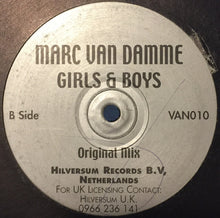 MARC VAN DAMME
GIRLS & BOYS
B Side
VAN010
Original Mix
HILVERSUM RECORDS B.V,
NETHERLANDS
FOR UK LICENSING CONTACT:
HILVERSUM U.K.
0966 236 141